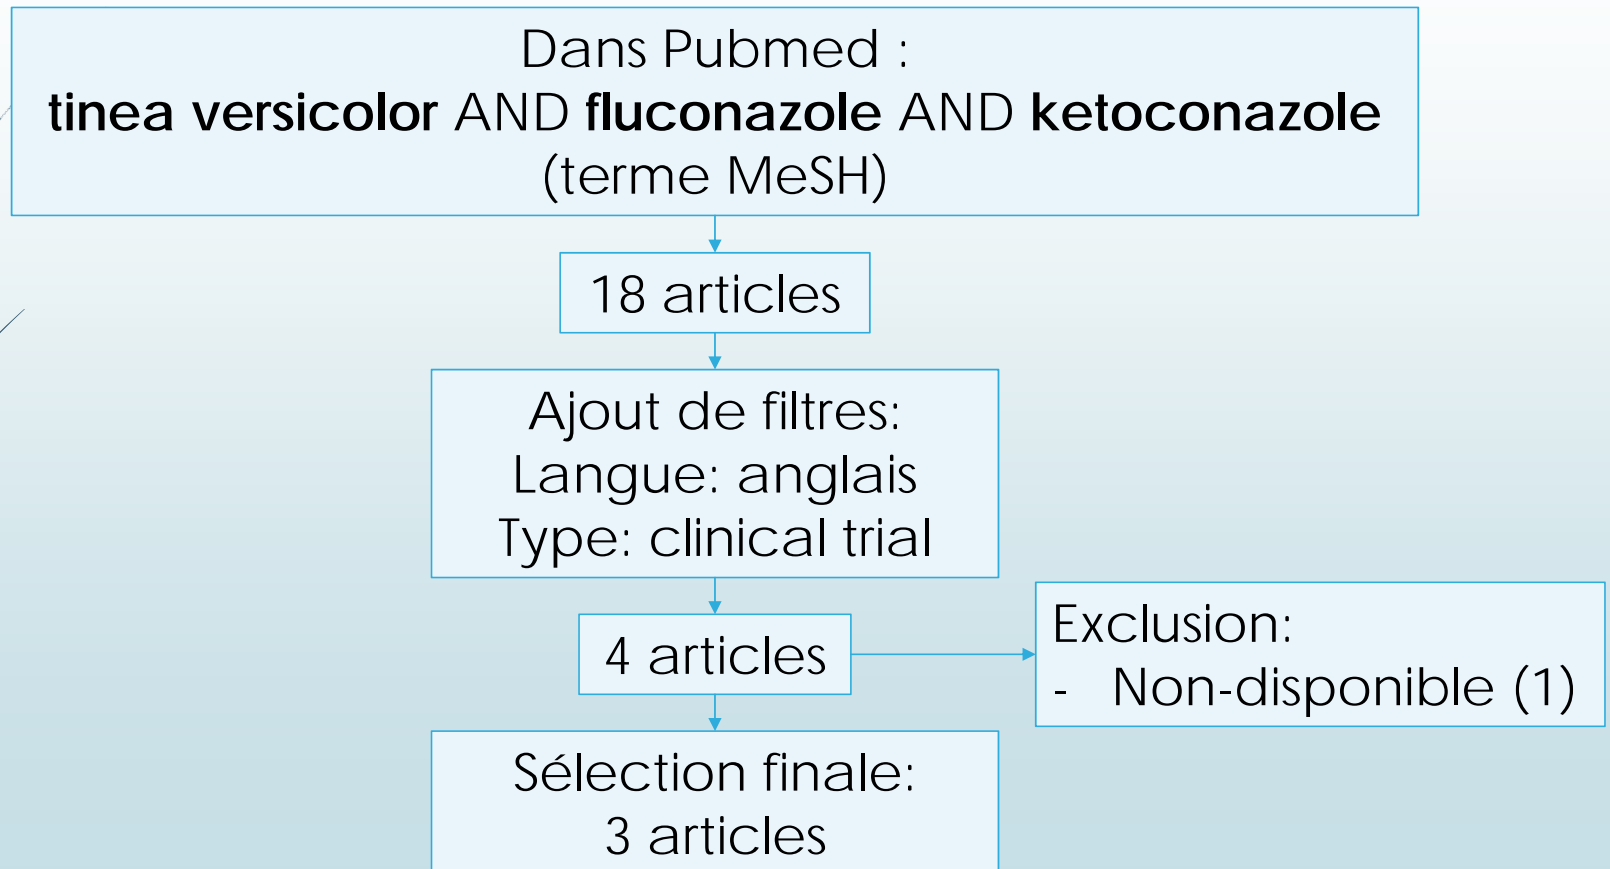 Dans Pubmed :
tinea versicolor AND fluconazole AND ketoconazole
(terme MeSH)
18 articles
Ajout de filtres:
Langue: anglais
Type: clinical trial
4 articles
Exclusion:
- Non-disponible (1)
Sélection finale:
3 articles